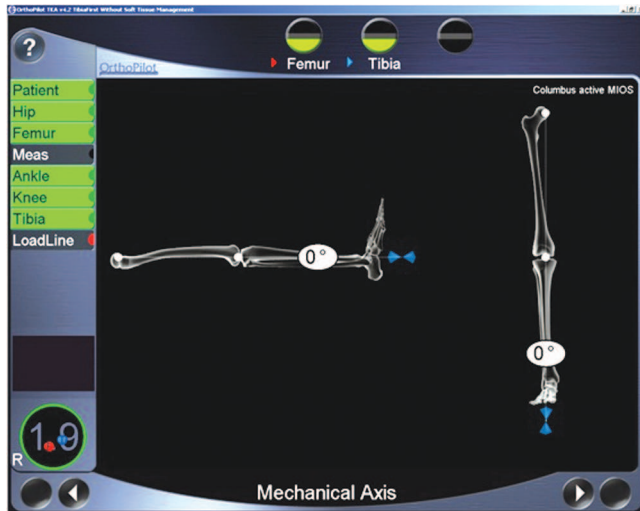 OrthoPilot TKA v4.2 TibiaFirst Without Soft Tissue Management
?
OrthoPilot
Femur
Tibia
Columbus active MIOS
Patient
Hip
Femur
Meas
Ankle
Knee
Tibia
LoadLine
0°
0°
1.9
R
Mechanical Axis